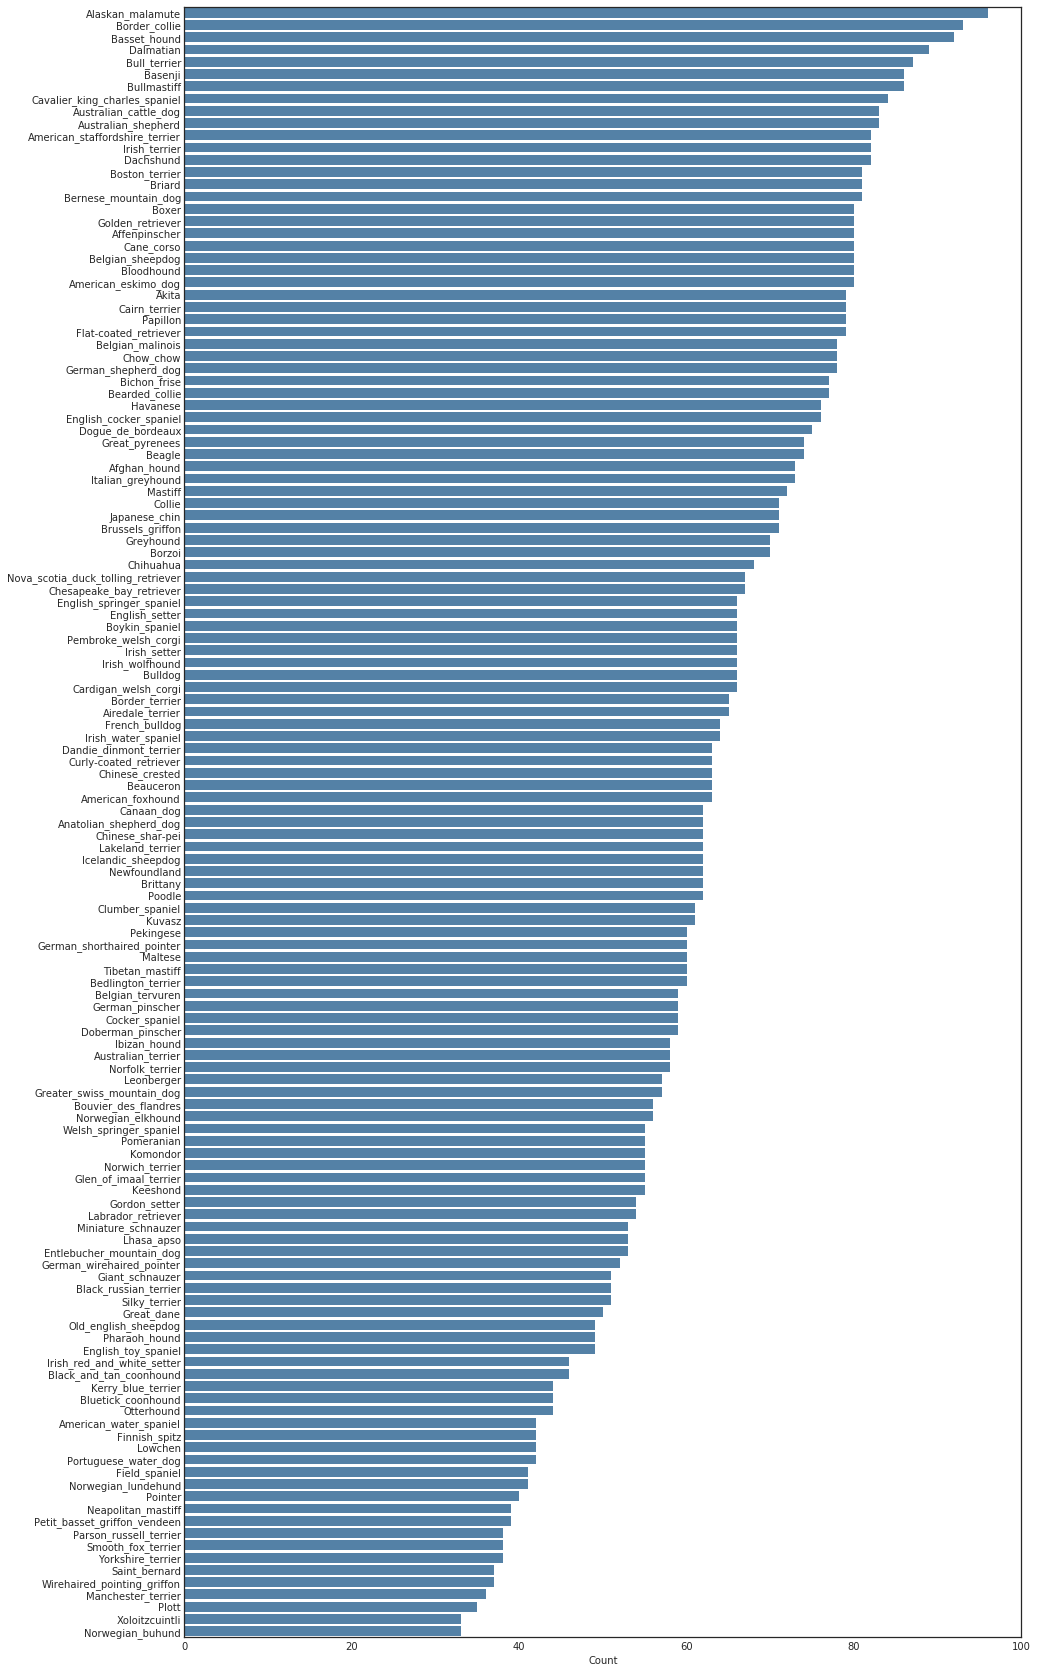 Alaskan_malamute
Border_collie
Basset_hound
Dalmatian
Bull_terrier
Basenji
Bullmastiff
Cavalier_king_charles_spaniel
Australian_cattle_dog
Australian_shepherd
American_staffordshire_terrier
Irish_terrier
Dachshund
Boston_terrier
Briard
Bernese_mountain_dog
Boxer
Golden_retriever
Affenpinscher
Cane_corso
Belgian_sheepdog
Bloodhound
American_eskimo_dog
Akita
Cairn_terrier
Papillon
Flat-coated_retriever
Belgian_malinois
Chow_chow
German_shepherd_dog
Bichon_frise
Bearded_collie
Havanese
English_cocker_spaniel
Dogue_de_bordeaux
Great_pyrenees
Beagle
Afghan_hound
Italian_greyhound
Mastiff
Collie
Japanese_chin
Brussels_griffon
Greyhound
Borzoi
Chihuahua
Nova_scotia_duck_tolling_retriever
Chesapeake_bay_retriever
English_springer_spaniel
English_setter
Boykin_spaniel
Pembroke_welsh_corgi
Irish_setter
Irish_wolfhound
Bulldog
Cardigan_welsh_corgi
Border_terrier
Airedale_terrier
French_bulldog
Irish_water_spaniel
Dandie_dinmont_terrier
Curly-coated_retriever
Chinese_crested
Beauceron
American_foxhound
Canaan_dog
Anatolian_shepherd_dog
Chinese_shar-pei
Lakeland_terrier
Icelandic_sheepdog
Newfoundland
Brittany
Poodle
Clumber_spaniel
Kuvasz
Pekingese
German_shorthaired_pointer
Maltese
Tibetan_mastiff
Bedlington_terrier
Belgian_tervuren
German_pinscher
Cocker_spaniel
Doberman_pinscher
Ibizan_hound
Australian_terrier
Norfolk_terrier
Leonberger
Greater_swiss_mountain_dog
Bouvier_des_flandres
Norwegian_elkhound
Welsh_springer_spaniel
Pomeranian
Komondor
Norwich_terrier
Glen_of_imaal_terrier
Keeshond
Gordon_setter
Labrador_retriever
Miniature_schnauzer
Lhasa_apso
Entlebucher_mountain_dog
German_wirehaired_pointer
Giant_schnauzer
Black_russian_terrier
Silky_terrier
Great_dane
Old_english_sheepdog
Pharaoh_hound
English_toy_spaniel
Irish_red_and_white_setter
Black_and_tan_coonhound
Kerry_blue_terrier
Bluetick_coonhound
Otterhound
American_water_spaniel
Finnish_spitz
Lowchen
Portuguese_water_dog
Field_spaniel
Norwegian_lundehund
Pointer
Neapolitan_mastiff
Petit_basset_griffon_vendeen
Parson_russell_terrier
Smooth_fox_terrier
Yorkshire_terrier
Saint_bernard
Wirehaired_pointing_griffon
Manchester_terrier
Plott
Xoloitzcuintli
Norwegian_buhund
0 20 40 60 80 100
Count